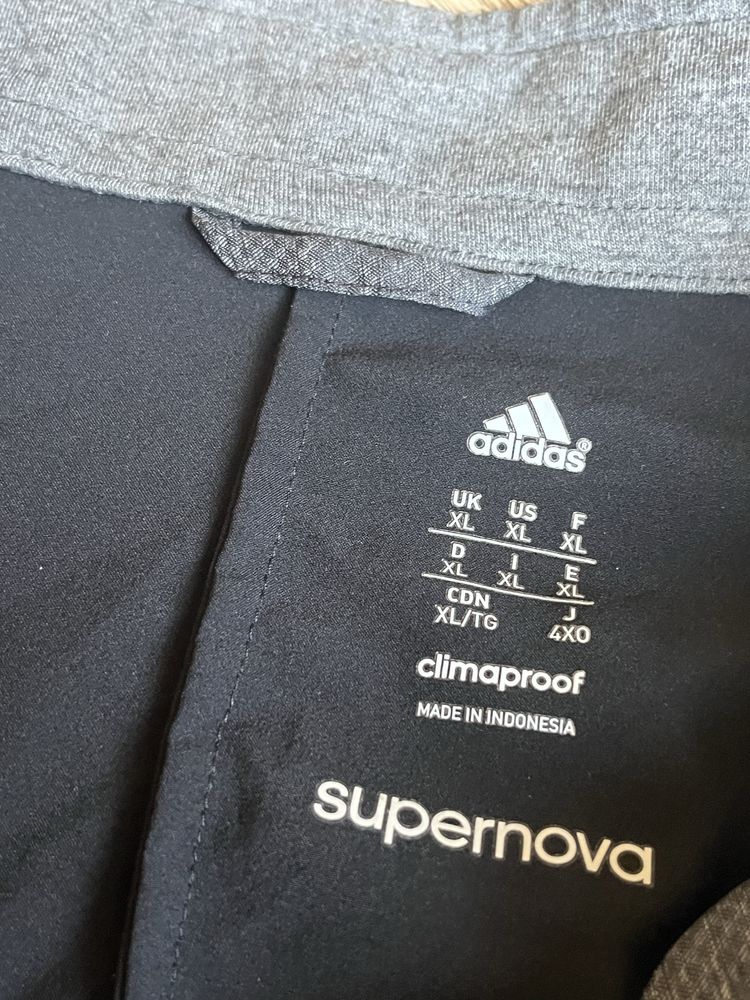 adidas®
UK US F
XL XL XL
D I E
XL XL XL
CDN J
XL/TG 4XO
climaproof
MADE IN INDONESIA
supernova